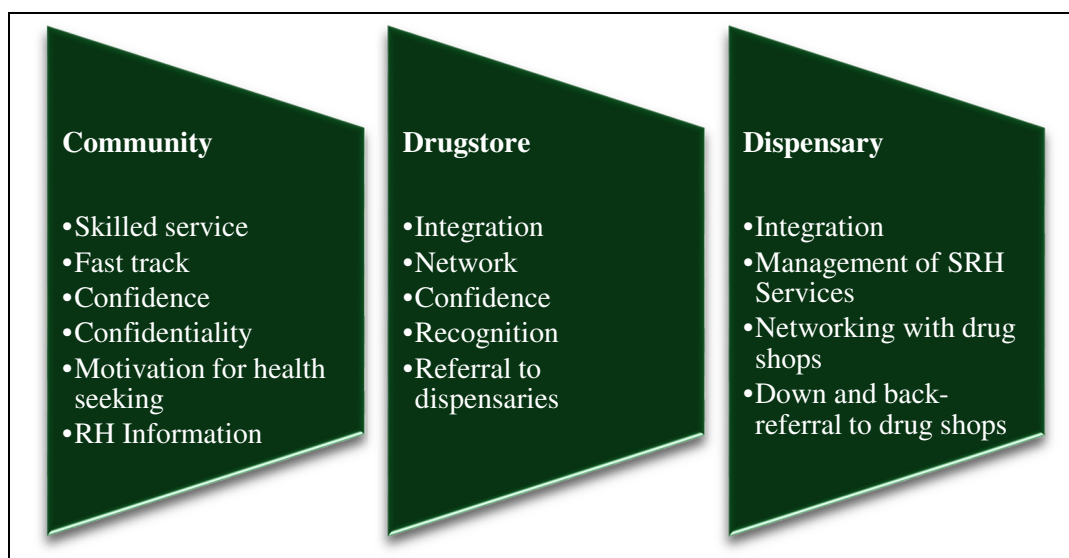 Community
•Skilled service
•Fast track
•Confidence
•Confidentiality
•Motivation for health
seeking
•RH Information
Drugstore
•Integration
•Network
•Confidence
•Recognition
•Referral to
dispensaries
Dispensary
•Integration
•Management of SRH
Services
•Networking with drug
shops
•Down and back-
referral to drug shops